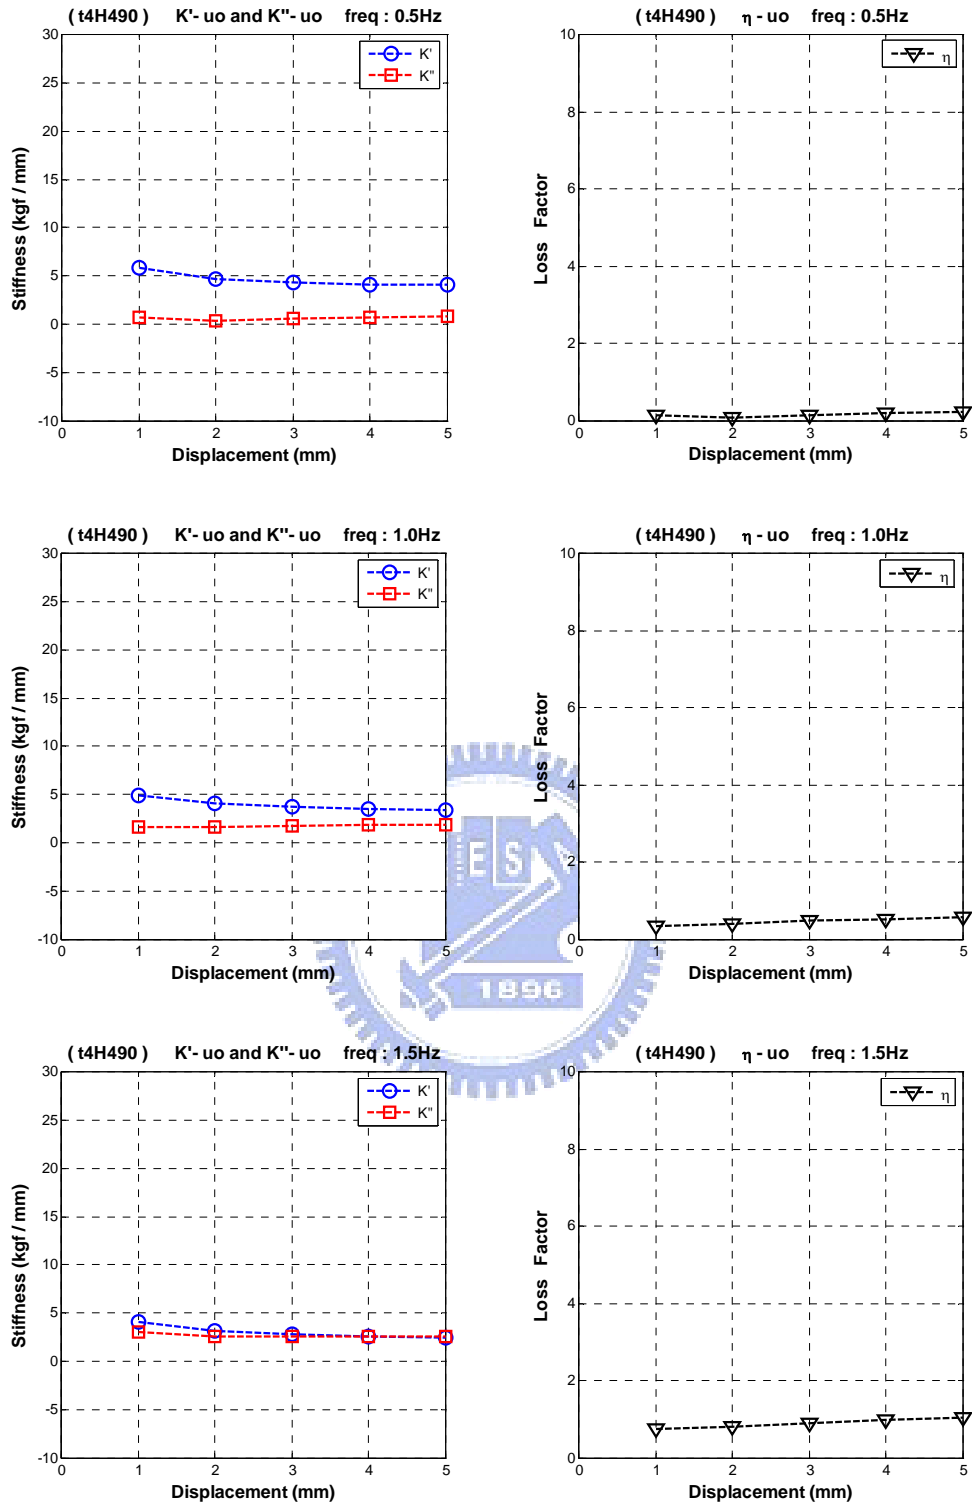 ( t4H490 ) K'- uo and K''- uo freq : 0.5Hz
30
25
20
15
10
5
0
-5
-10
0 1 2 3 4 5
Stiffness (kgf / mm)
Displacement (mm)
K'
K''
( t4H490 ) η - uo freq : 0.5Hz
10
8
6
4
2
0
0 1 2 3 4 5
Loss Factor
Displacement (mm)
η
( t4H490 ) K'- uo and K''- uo freq : 1.0Hz
30
25
20
15
10
5
0
-5
-10
0 1 2 3 4 5
Stiffness (kgf / mm)
Displacement (mm)
K'
K''
( t4H490 ) η - uo freq : 1.0Hz
10
8
6
4
2
0
0 1 2 3 4 5
Loss Factor
Displacement (mm)
η
( t4H490 ) K'- uo and K''- uo freq : 1.5Hz
30
25
20
15
10
5
0
-5
-10
0 1 2 3 4 5
Stiffness (kgf / mm)
Displacement (mm)
K'
K''
( t4H490 ) η - uo freq : 1.5Hz
10
8
6
4
2
0
0 1 2 3 4 5
Loss Factor
Displacement (mm)
η
E S
1896